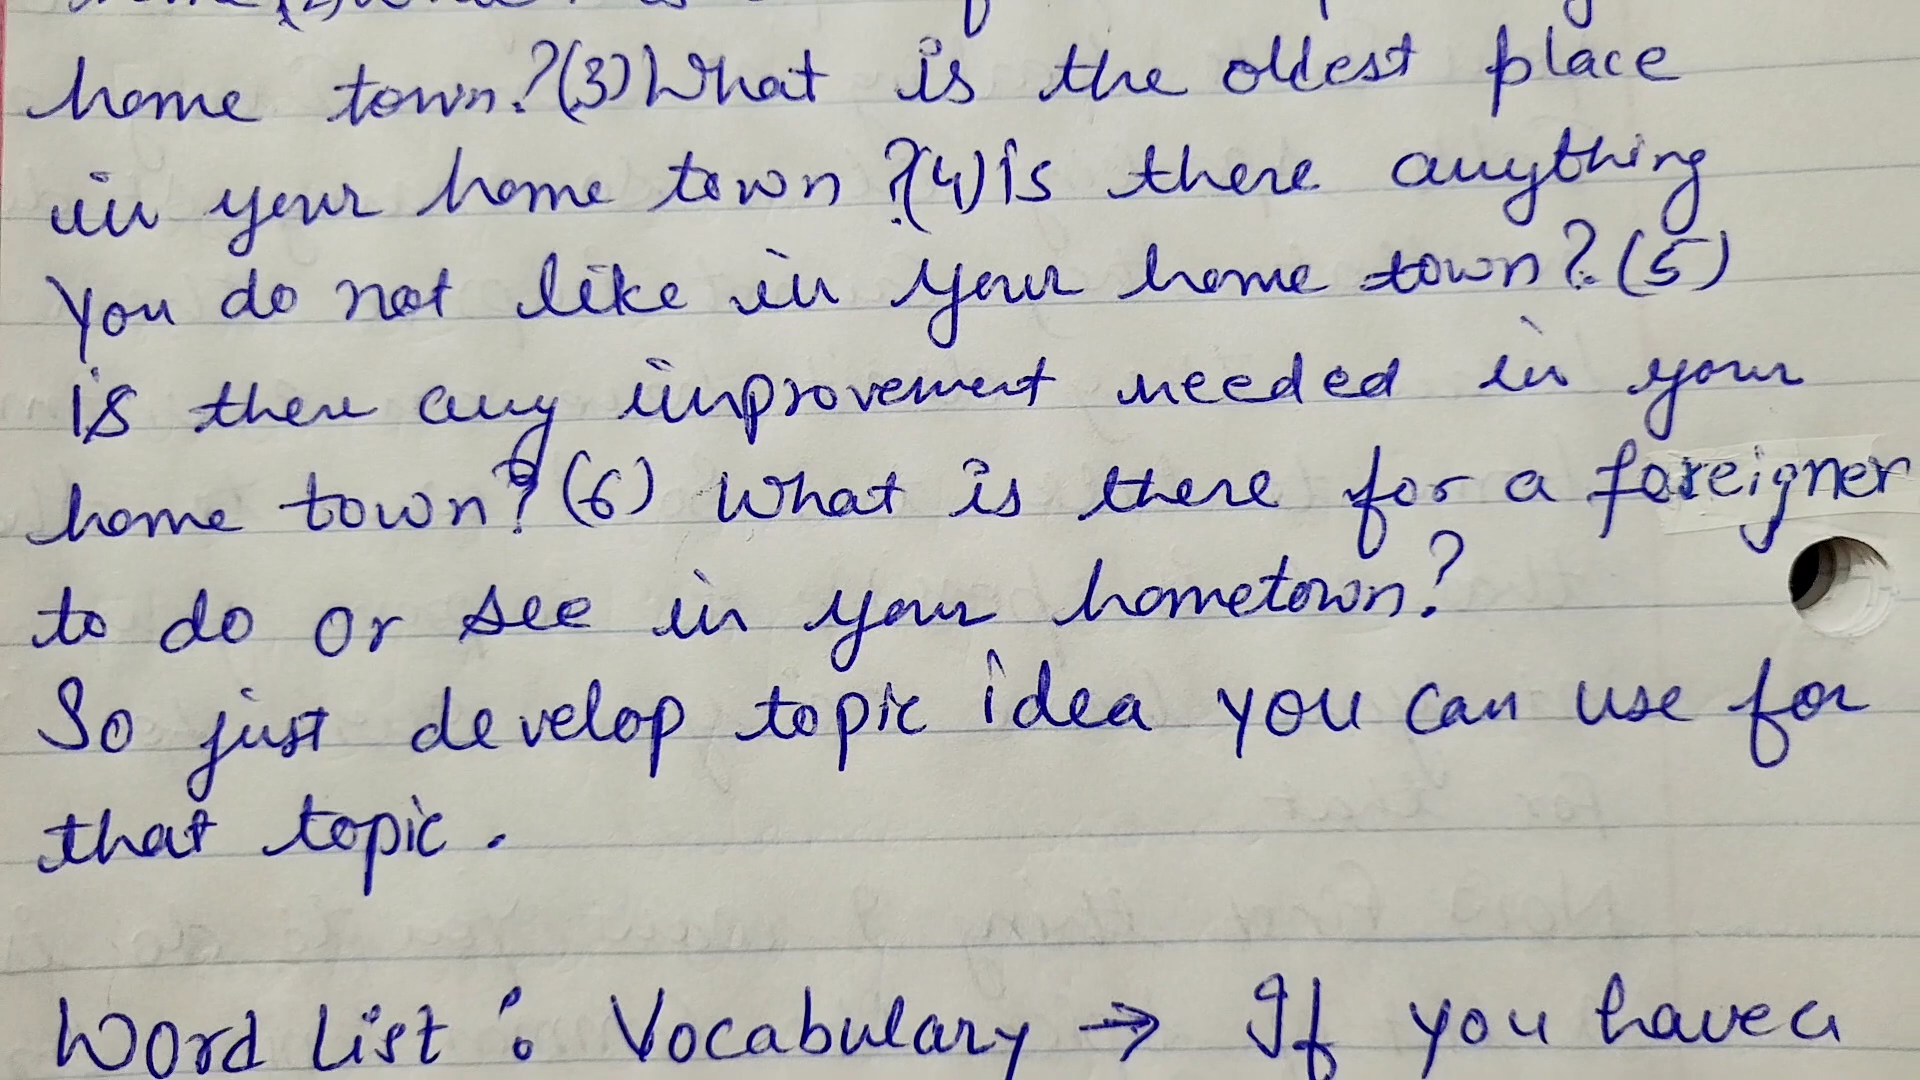 home town?(3)What is the oldest place
in your home town?(4)is there anything
You do not like in your home town?(5)
is there any improvement needed in your
home town?(6) What is there for a foreigner
to do or see in your hometown?
So just develop topic idea you can use for
that topic.
Word List: Vocabulary → If you have a